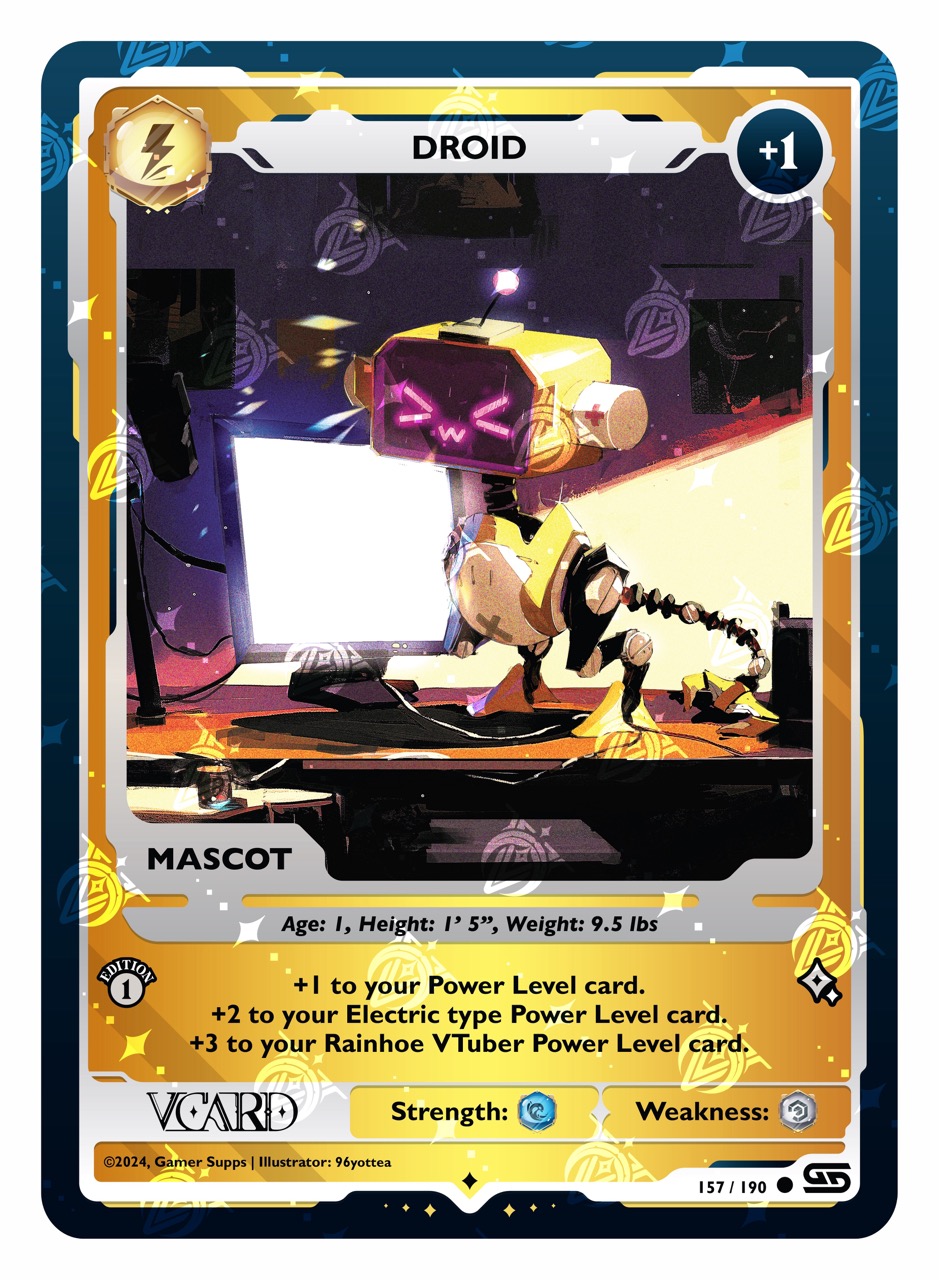 DROID
+1
>w<
MASCOT
Age: 1, Height: 1’ 5”, Weight: 9.5 lbs
EDITION
1
+1 to your Power Level card.
+2 to your Electric type Power Level card.
+3 to your Rainhoe VTuber Power Level card.
VCARD
Strength:
Weakness:
©2024, Gamer Supps | Illustrator: 96yottea
157 / 190
GS